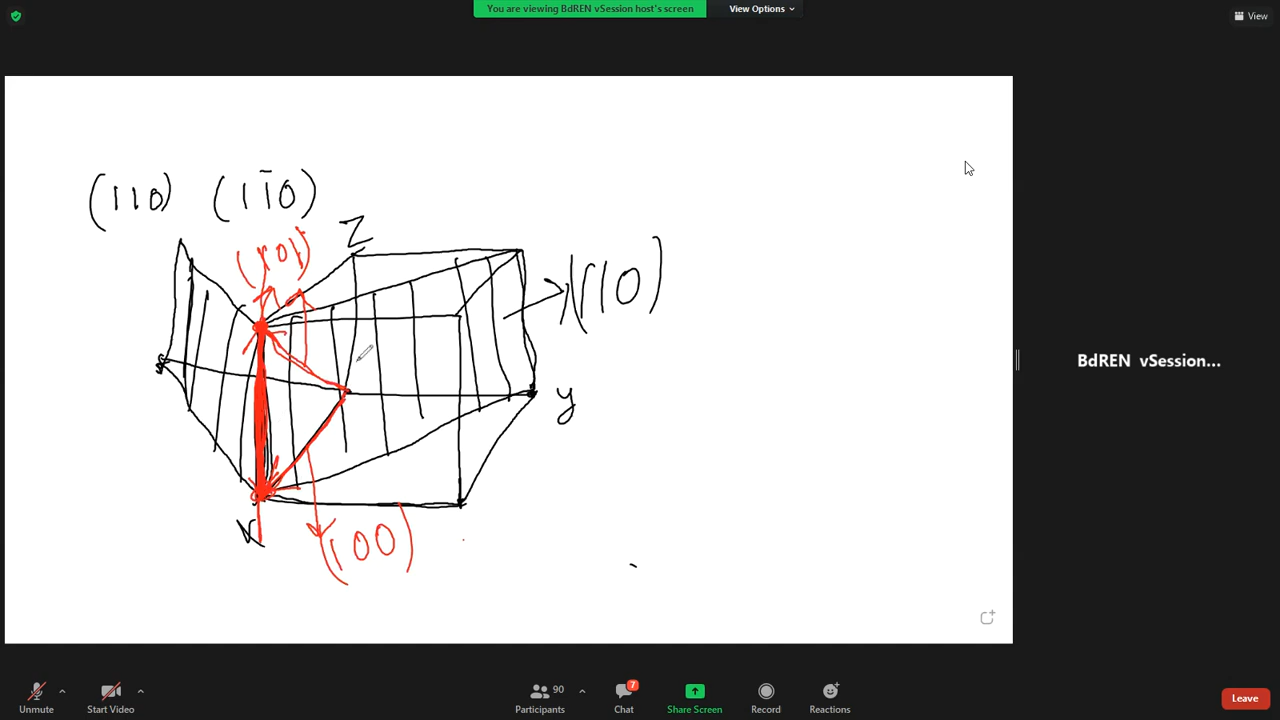 You are viewing BdREN vSession host's screen
View Options
View
(110) (1̅10)
Z
(101)
(110)
y
x
(100)
BdREN vSession...
Unmute
Start Video
90
Participants
7
Chat
Share Screen
Record
Reactions
Leave